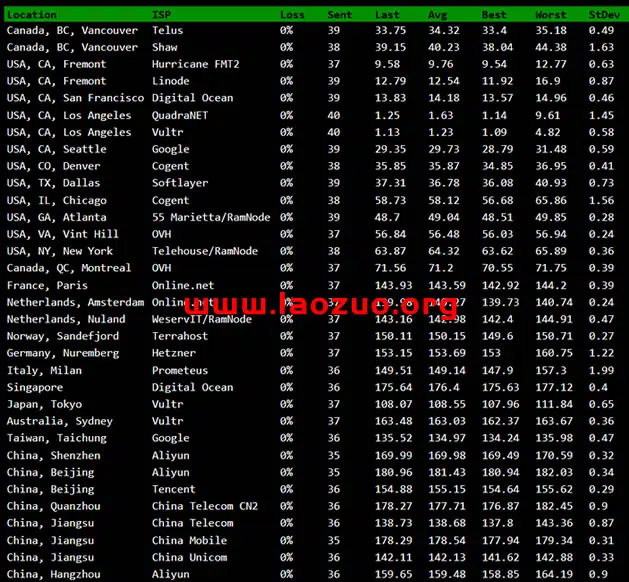 Location ISP Loss Sent Last Avg Best Worst StDev
Canada, BC, Vancouver Telus 0% 39 33.75 34.32 33.4 35.18 0.49
Canada, BC, Vancouver Shaw 0% 38 39.15 40.23 38.04 44.38 1.63
USA, CA, Fremont Hurricane FMT2 0% 37 9.58 9.76 9.54 12.77 0.63
USA, CA, Fremont Linode 0% 39 12.79 12.54 11.92 16.9 0.87
USA, CA, San Francisco Digital Ocean 0% 39 13.83 14.18 13.57 14.96 0.46
USA, CA, Los Angeles QuadraNET 0% 40 1.25 1.63 1.14 9.61 1.45
USA, CA, Los Angeles Vultr 0% 40 1.13 1.23 1.09 4.82 0.58
USA, CA, Seattle Google 0% 39 29.35 29.73 28.79 31.48 0.59
USA, CO, Denver Cogent 0% 38 35.85 35.87 34.85 36.95 0.41
USA, TX, Dallas Softlayer 0% 39 37.31 36.78 36.08 40.93 0.73
USA, IL, Chicago Cogent 0% 38 58.73 58.12 56.68 65.86 1.56
USA, GA, Atlanta 55 Marietta/RamNode 0% 39 48.7 49.04 48.51 49.85 0.28
USA, VA, Vint Hill OVH 0% 37 56.84 56.48 56.03 56.94 0.24
USA, NY, New York Telehouse/RamNode 0% 38 63.87 64.32 63.62 65.89 0.36
Canada, QC, Montreal OVH 0% 37 71.56 71.2 70.55 71.75 0.39
France, Paris Online.net 0% 37 143.93 143.59 142.92 144.2 0.39
Netherlands, Amsterdam Online.net 0% 37 139.73 140.74 0.24
www.laozuo.org
Netherlands, Nuland WeservIT/RamNode 0% 37 143.16 142.98 142.4 144.91 0.47
Norway, Sandefjord Terrahost 0% 37 150.11 150.15 149.6 150.71 0.27
Germany, Nuremberg Hetzner 0% 37 153.15 153.69 153 160.75 1.22
Italy, Milan Prometeus 0% 36 149.51 149.14 147.9 157.3 1.99
Singapore Digital Ocean 0% 36 175.64 176.4 175.63 177.12 0.4
Japan, Tokyo Vultr 0% 37 108.07 108.55 107.96 111.84 0.65
Australia, Sydney Vultr 0% 37 163.48 163.03 162.37 163.67 0.36
Taiwan, Taichung Google 0% 36 135.52 134.97 134.24 135.98 0.47
China, Shenzhen Aliyun 0% 35 169.99 169.98 169.49 170.59 0.32
China, Beijing Aliyun 0% 35 180.96 181.43 180.94 182.03 0.34
China, Beijing Tencent 0% 36 154.88 155.15 154.64 155.62 0.29
China, Quanzhou China Telecom CN2 0% 36 178.27 177.71 176.87 182.45 0.9
China, Jiangsu China Telecom 0% 36 138.73 138.68 137.8 143.36 0.87
China, Jiangsu China Mobile 0% 35 178.29 178.54 177.94 179.34 0.31
China, Jiangsu China Unicom 0% 36 142.11 142.13 141.62 142.88 0.33
China, Hangzhou Aliyun 0% 36 159.65 159.48 158.85 164.19 0.9